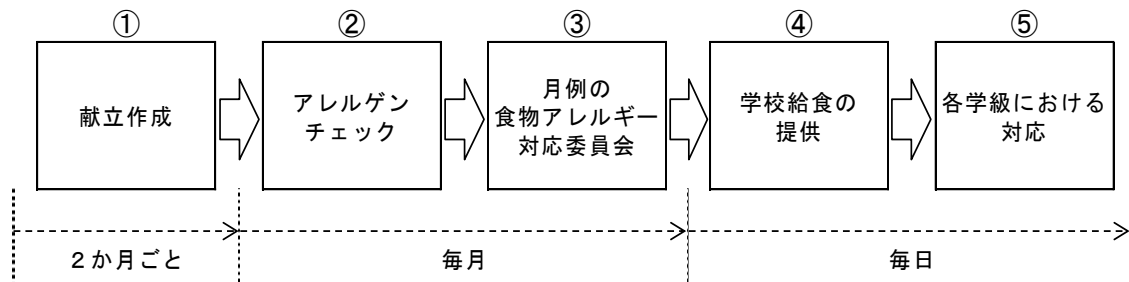 ①
②
③
④
⑤
献立作成
アレルゲン
チェック
月例の
食物アレルギー
対応委員会
学校給食の
提供
各学級における
対応
２か月ごと
毎月
毎日